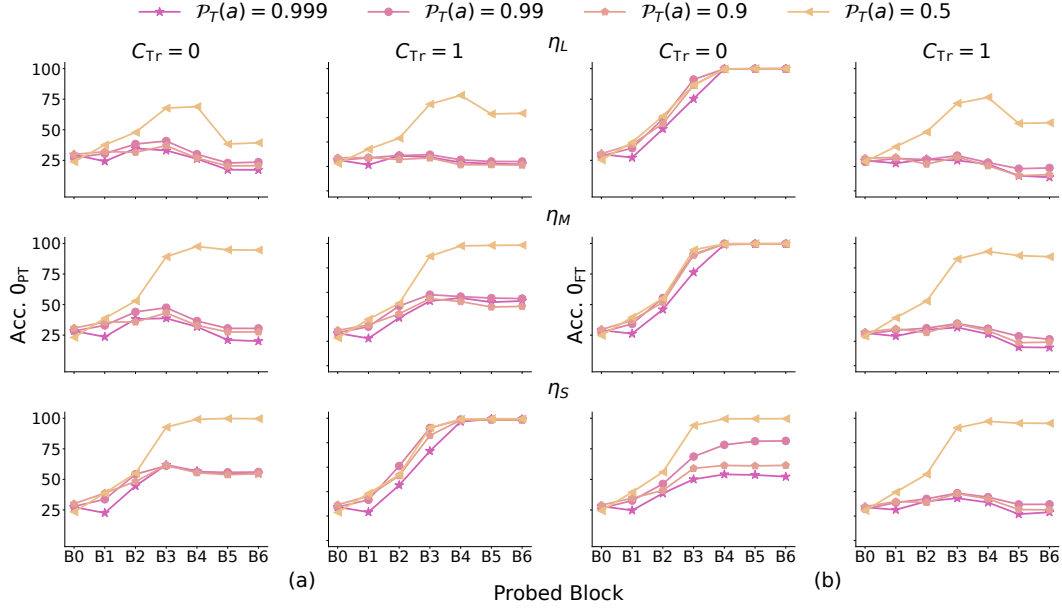 𝒫_T(a) = 0.999 𝒫_T(a) = 0.99 𝒫_T(a) = 0.9 𝒫_T(a) = 0.5
η_L
C_Tr = 0 C_Tr = 1 C_Tr = 0 C_Tr = 1
100
75
50
25
η_M
100
75
50
25
Acc. 0_PT
Acc. 0_FT
η_S
100
75
50
25
B0 B1 B2 B3 B4 B5 B6 B0 B1 B2 B3 B4 B5 B6 B0 B1 B2 B3 B4 B5 B6 B0 B1 B2 B3 B4 B5 B6
(a) (b)
Probed Block